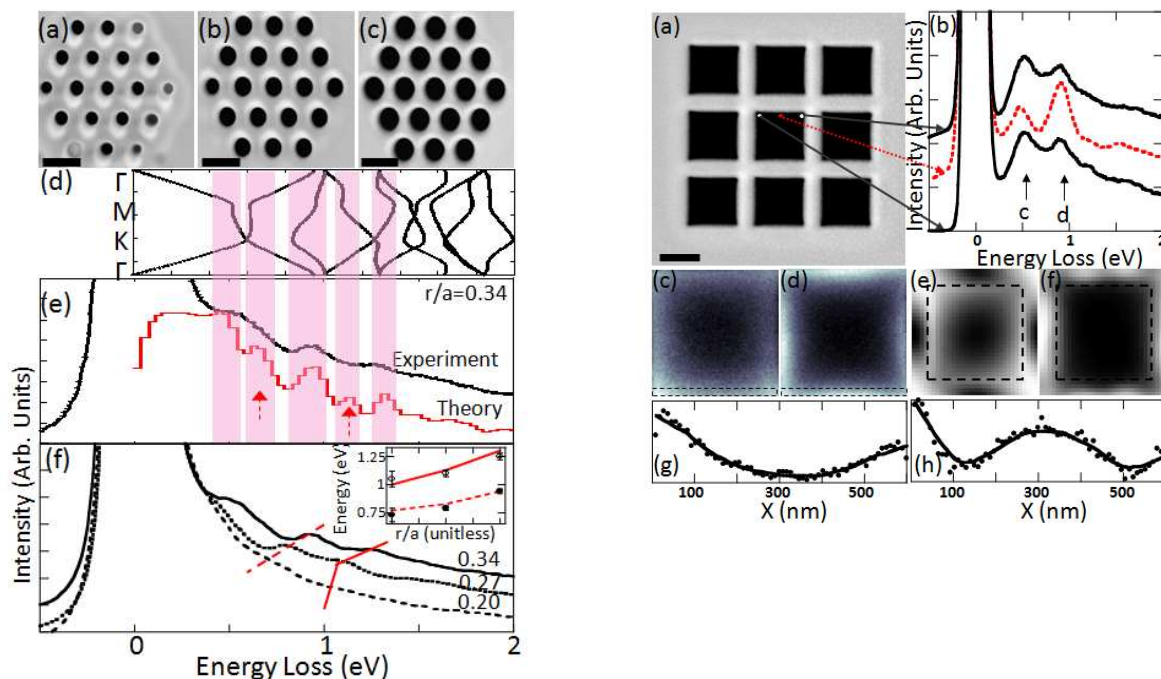 (a)
(b)
(c)
(d)
Γ
M
K
Γ
(e)
r/a=0.34
Experiment
Theory
Intensity (Arb. Units)
(f)
Energy (eV)
1.25
1
0.75
r/a (unitless)
0.34
0.27
0.20
0
1
2
Energy Loss (eV)
(a)
(b)
Intensity (Arb. Units)
c
d
0
1
2
Energy Loss (eV)
(c)
(d)
(e)
(f)
(g)
(h)
100
300
500
100
300
500
X (nm)
X (nm)